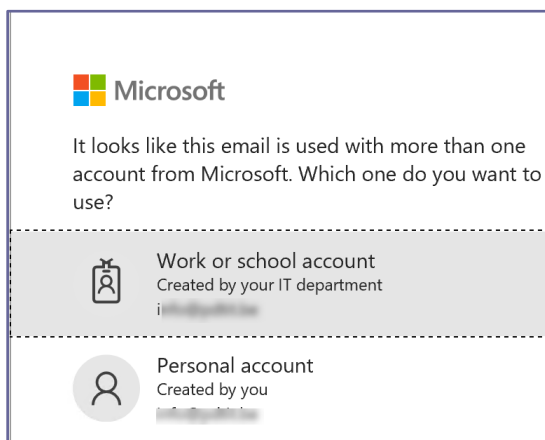 Microsoft
It looks like this email is used with more than one
account from Microsoft. Which one do you want to
use?
Work or school account
Created by your IT department
Personal account
Created by you